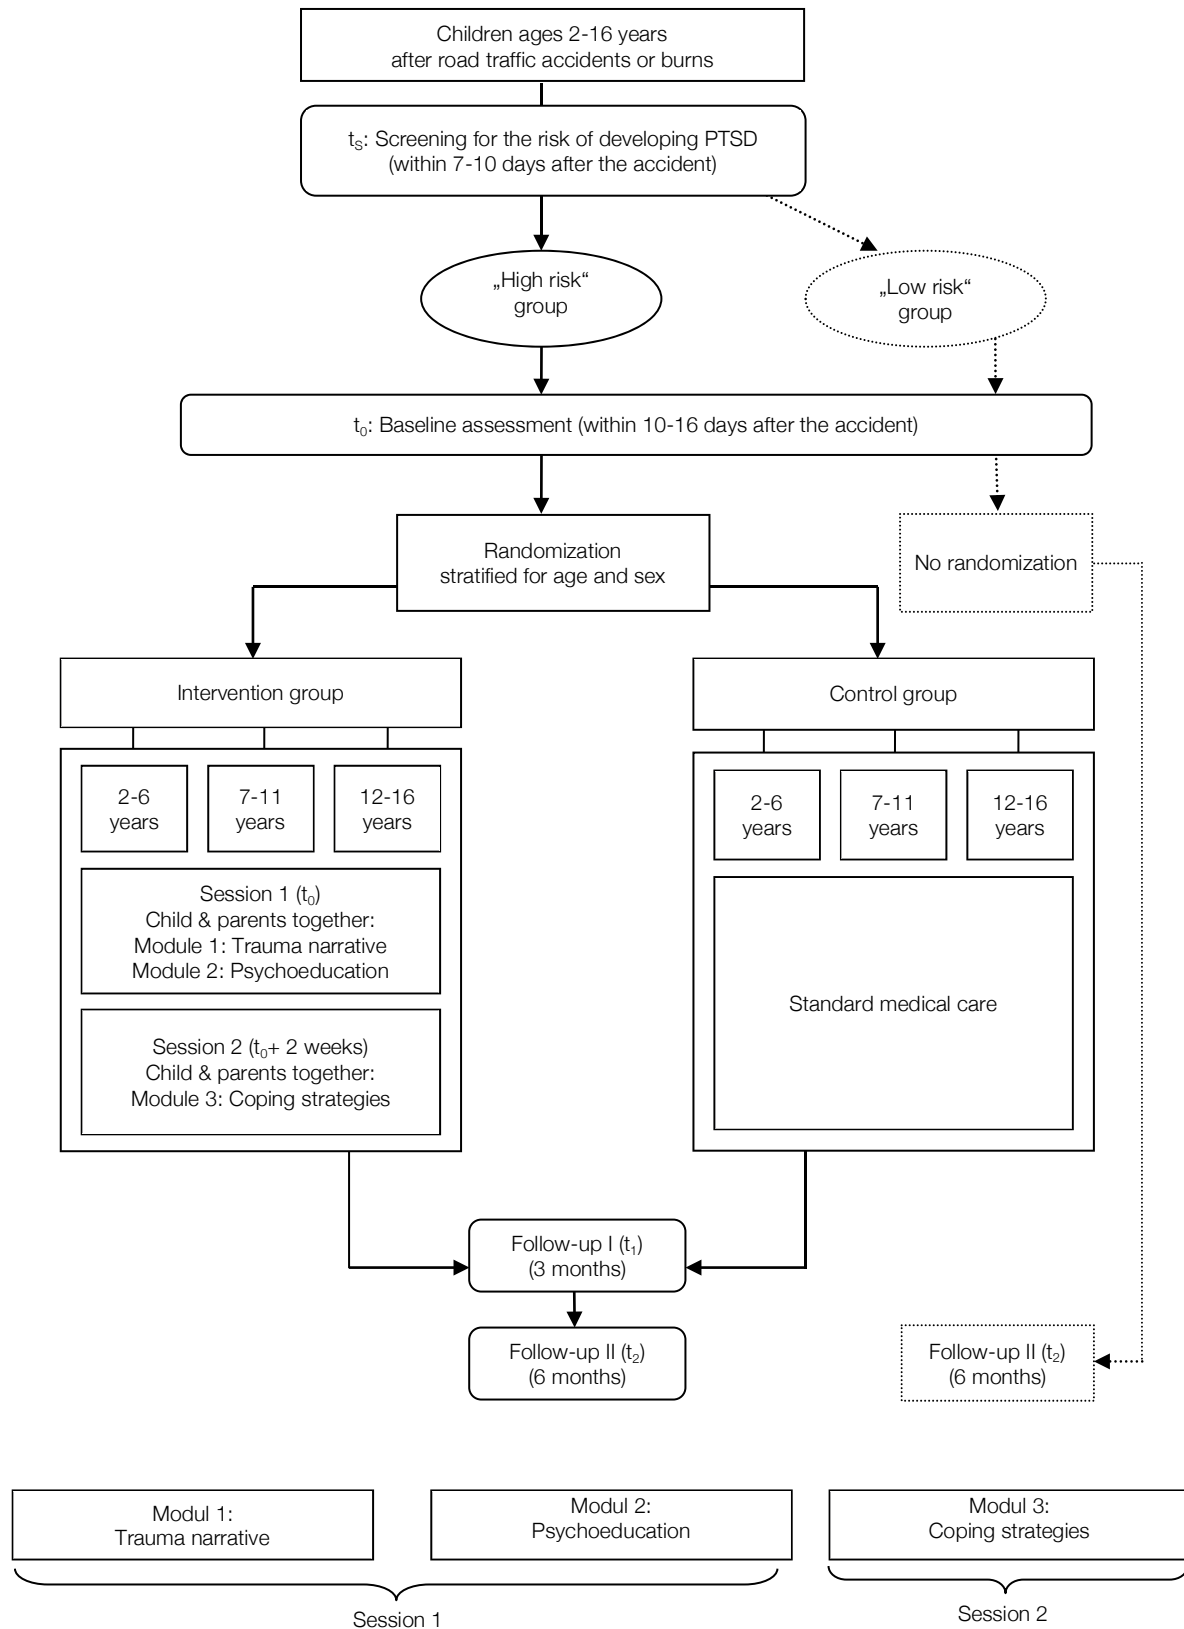 Children ages 2-16 years
after road traffic accidents or burns
tS: Screening for the risk of developing PTSD
(within 7-10 days after the accident)
„High risk“
group
„Low risk“
group
t0: Baseline assessment (within 10-16 days after the accident)
Randomization
stratified for age and sex
No randomization
Intervention group
Control group
2-6
years
7-11
years
12-16
years
2-6
years
7-11
years
12-16
years
Session 1 (t0)
Child & parents together:
Module 1: Trauma narrative
Module 2: Psychoeducation
Session 2 (t0+ 2 weeks)
Child & parents together:
Module 3: Coping strategies
Standard medical care
Follow-up I (t1)
(3 months)
Follow-up II (t2)
(6 months)
Follow-up II (t2)
(6 months)
Modul 1:
Trauma narrative
Modul 2:
Psychoeducation
Modul 3:
Coping strategies
Session 1
Session 2